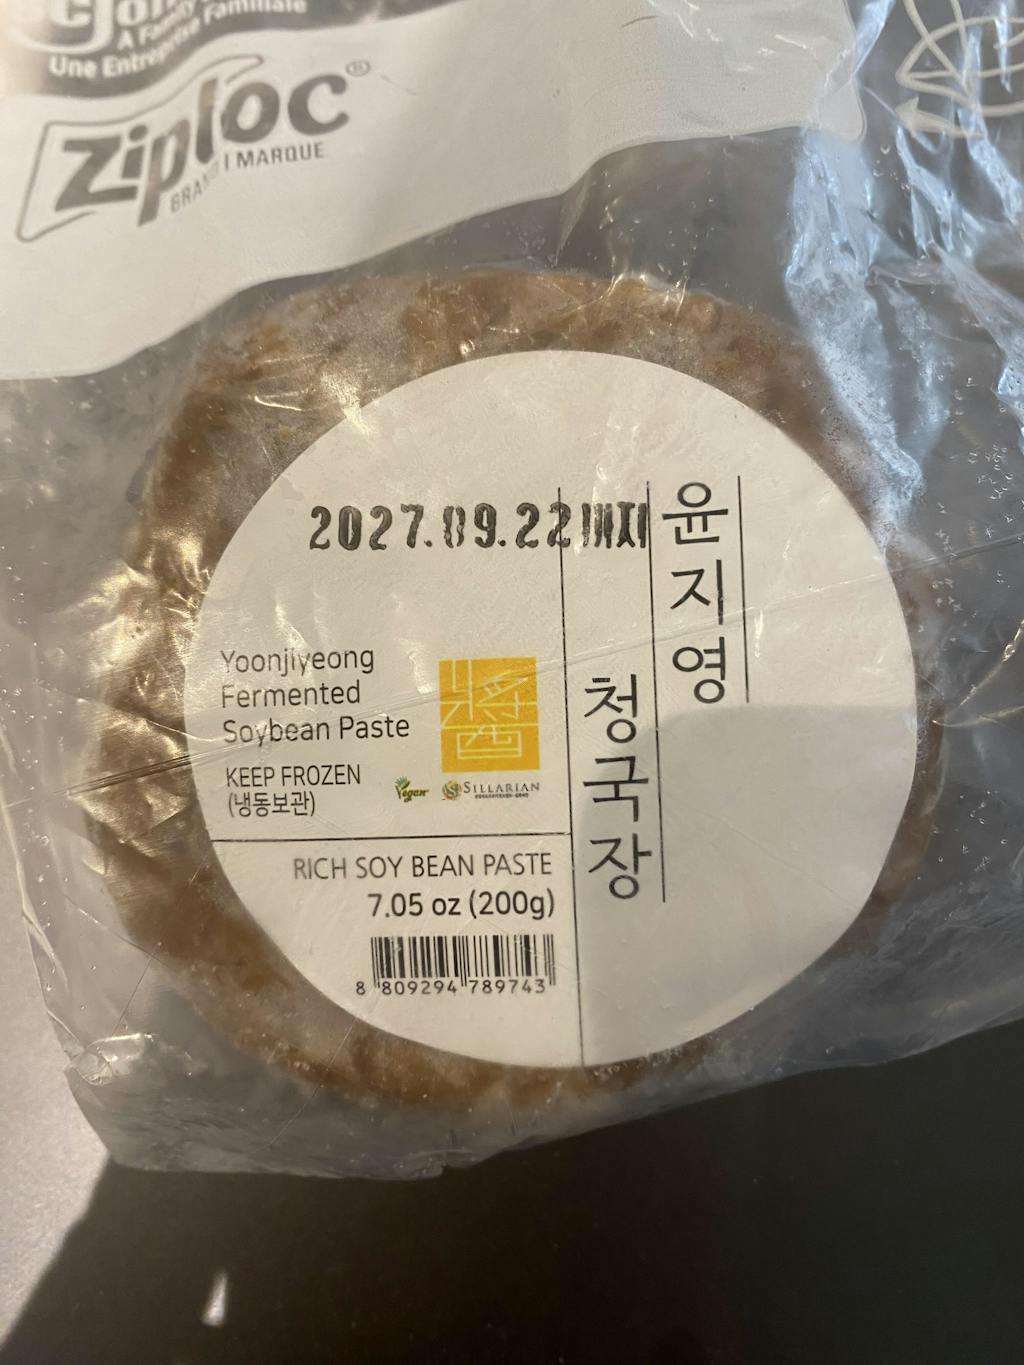 A Family
Une Entreprise Familiale
Ziploc®
BRAND | MARQUE
2027.09.22까지
윤지영
청국장
Yoonjiyeong
Fermented
Soybean Paste
KEEP FROZEN
(냉동보관)
醬
Vegan
SILLARIAN
RICH SOY BEAN PASTE
7.05 oz (200g)
8 809294 789743